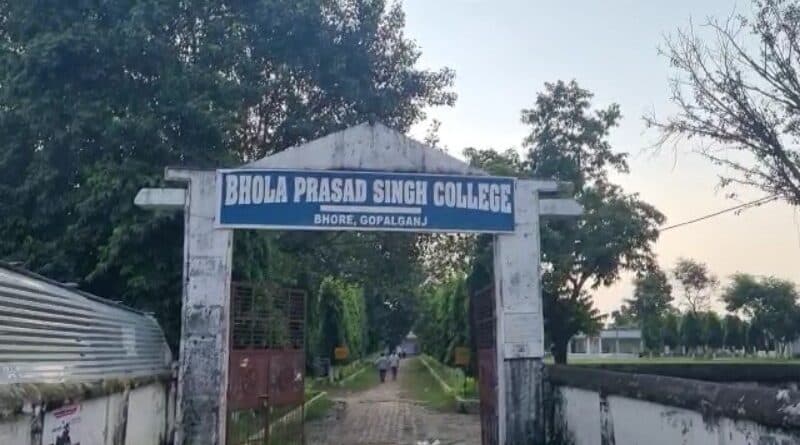 BHOLA PRASAD SINGH COLLEGE
BHORE, GOPALGANJ